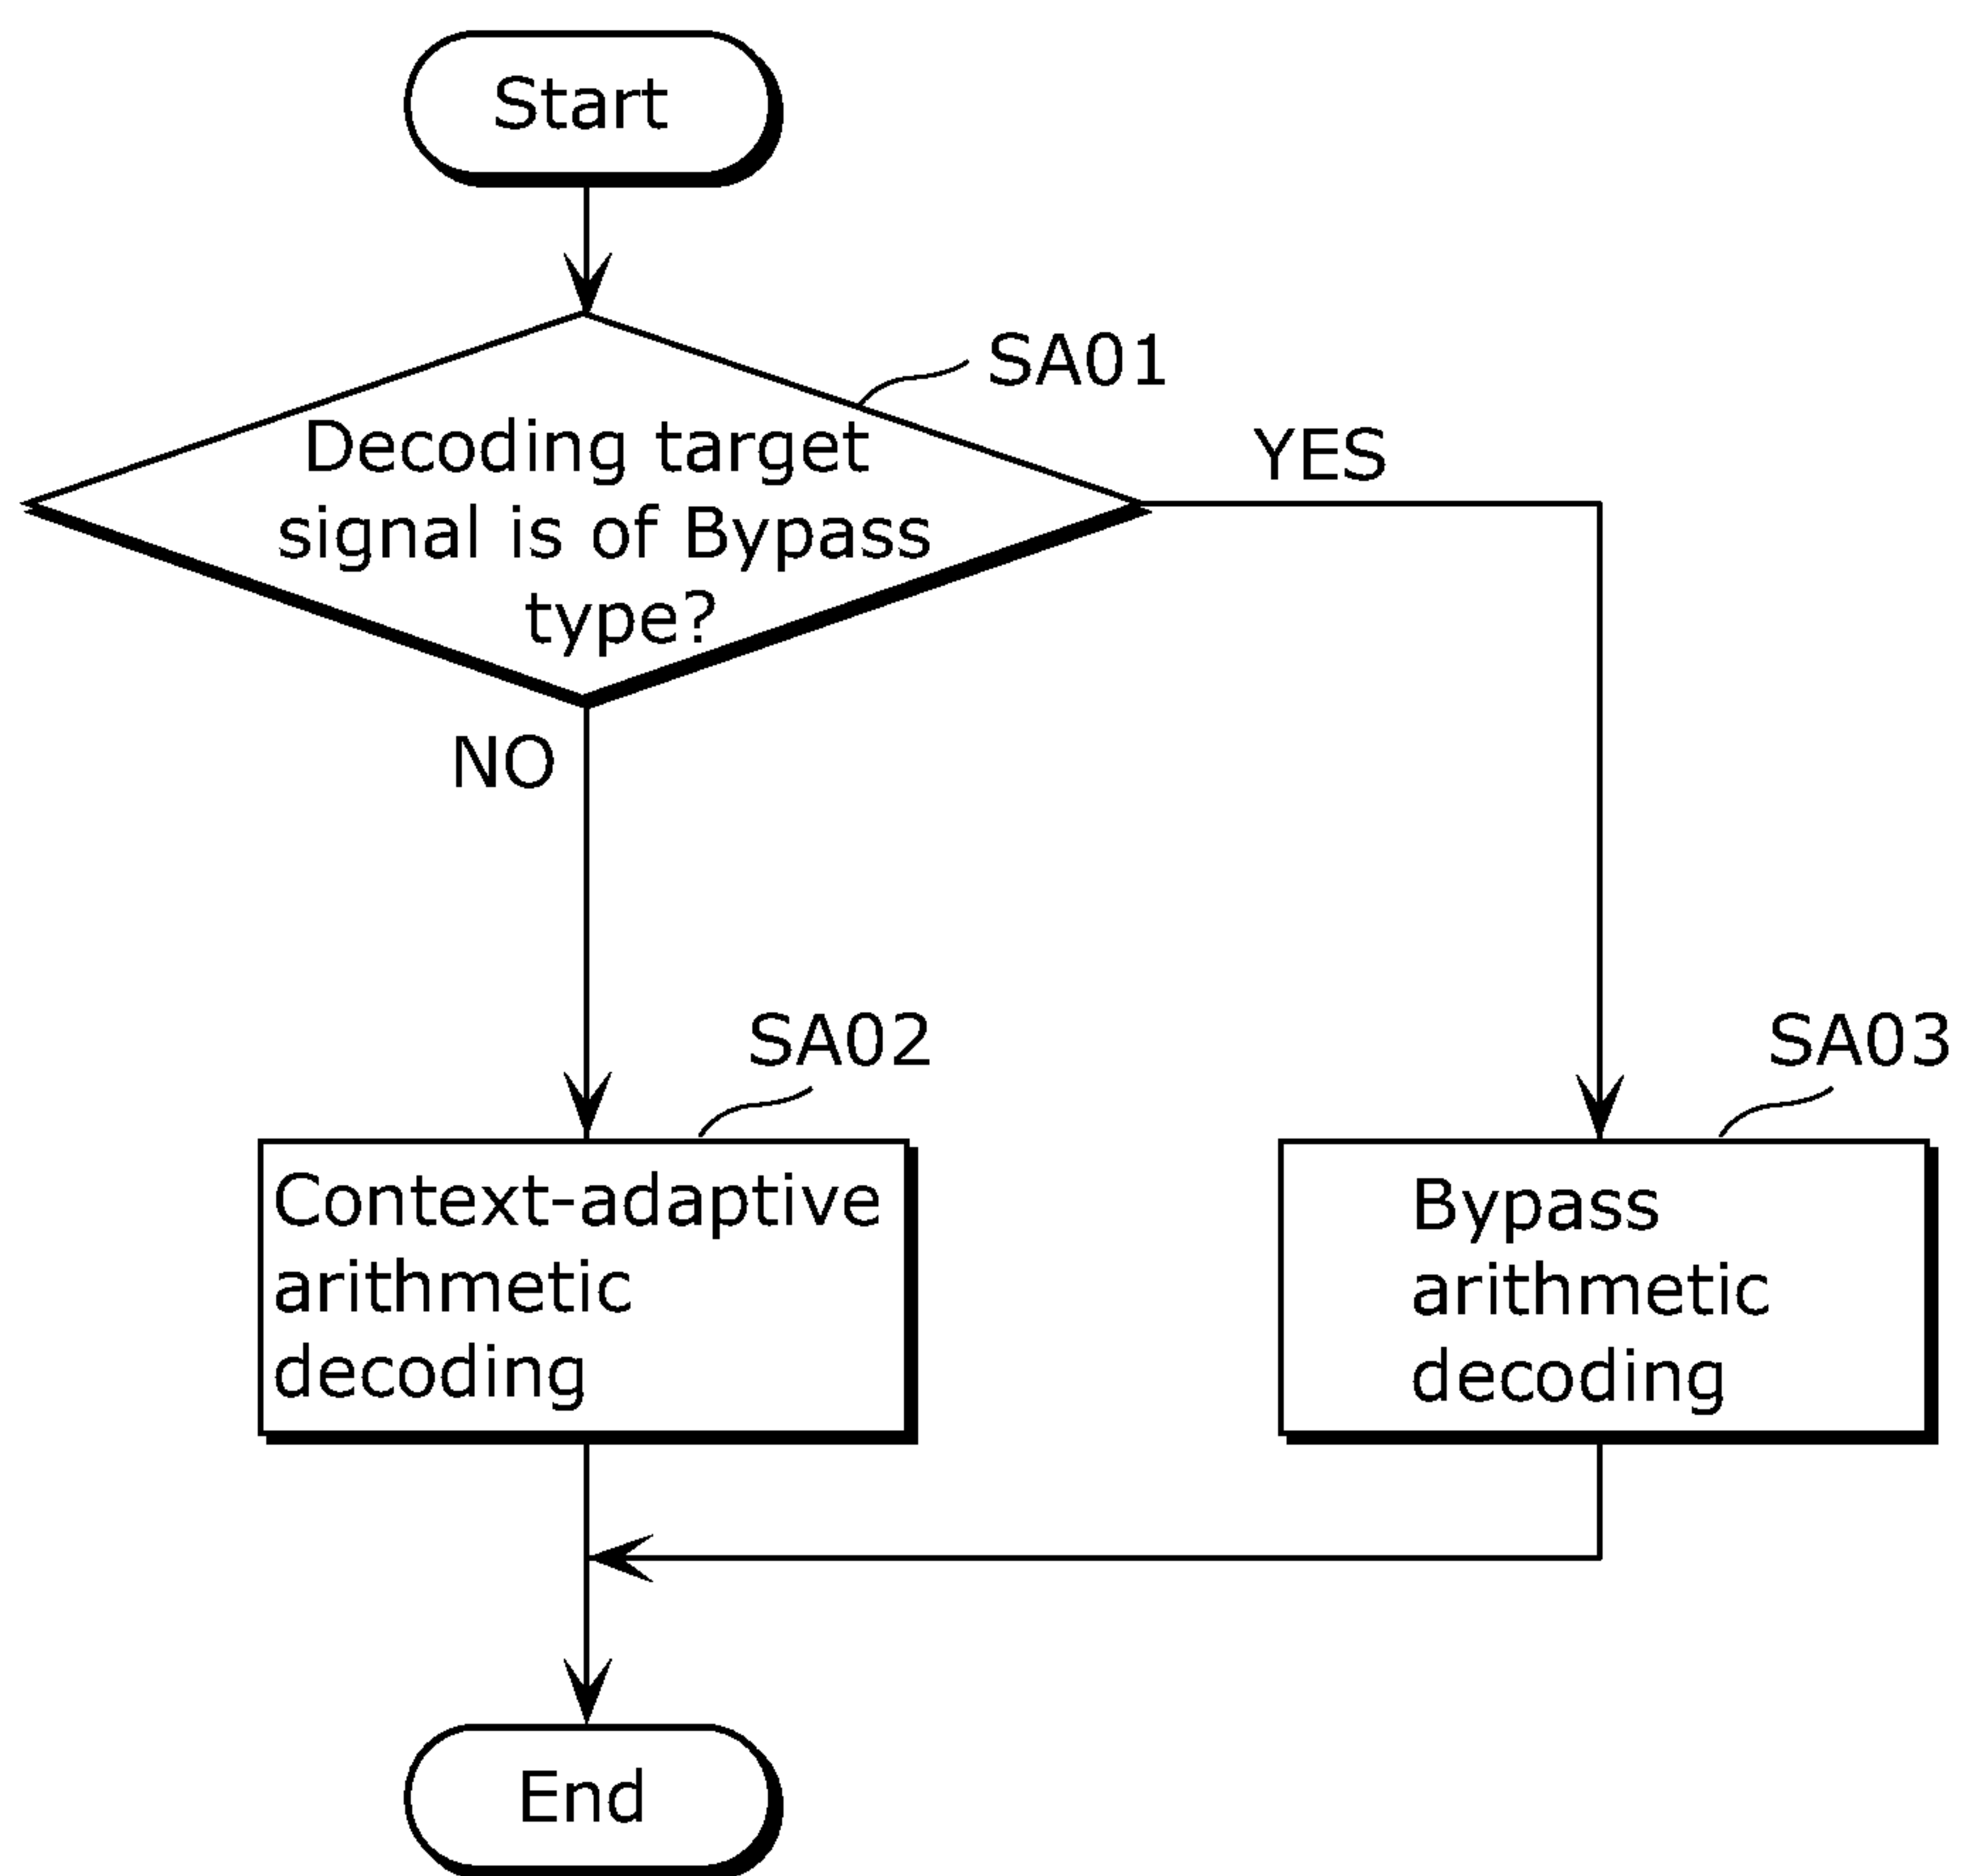 Start
SA01
Decoding target
signal is of Bypass
type?
YES
NO
SA02
Context-adaptive
arithmetic
decoding
SA03
Bypass
arithmetic
decoding
End